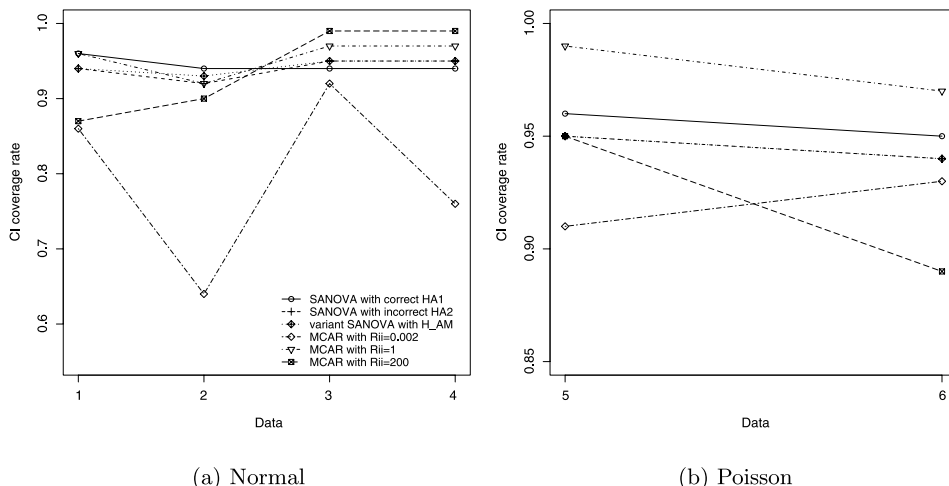 CI coverage rate
1.0
0.9
0.8
0.7
0.6
SANOVA with correct HA1
SANOVA with incorrect HA2
variant SANOVA with H_AM
MCAR with Rii=0.002
MCAR with Rii=1
MCAR with Rii=200
1 2 3 4
Data
(a) Normal
CI coverage rate
1.00
0.95
0.90
0.85
5 6
Data
(b) Poisson